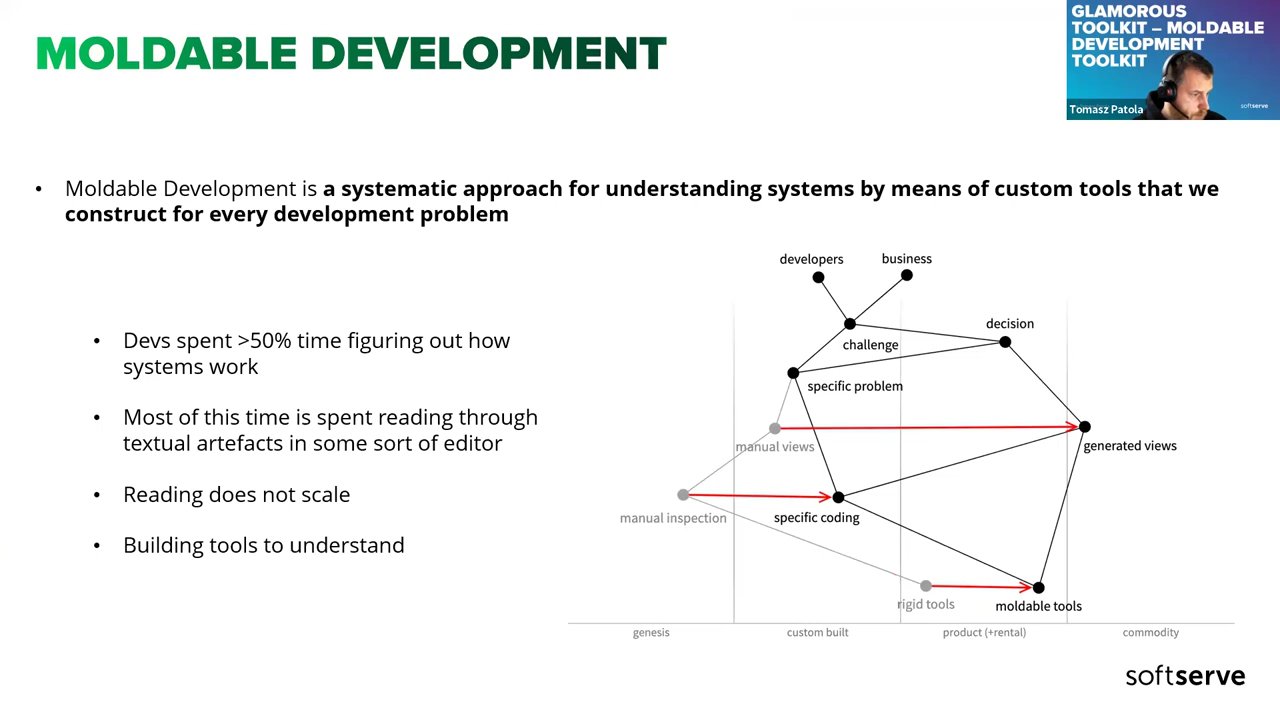 MOLDABLE DEVELOPMENT
GLAMOROUS
TOOLKIT – MOLDABLE
DEVELOPMENT
TOOLKIT
Tomasz Patola
softserve
• Moldable Development is a systematic approach for understanding systems by means of custom tools that we
construct for every development problem
• Devs spent >50% time figuring out how
systems work
• Most of this time is spent reading through
textual artefacts in some sort of editor
• Reading does not scale
• Building tools to understand
developers
business
decision
challenge
specific problem
manual views
generated views
manual inspection
specific coding
rigid tools
moldable tools
genesis
custom built
product (+rental)
commodity
softserve